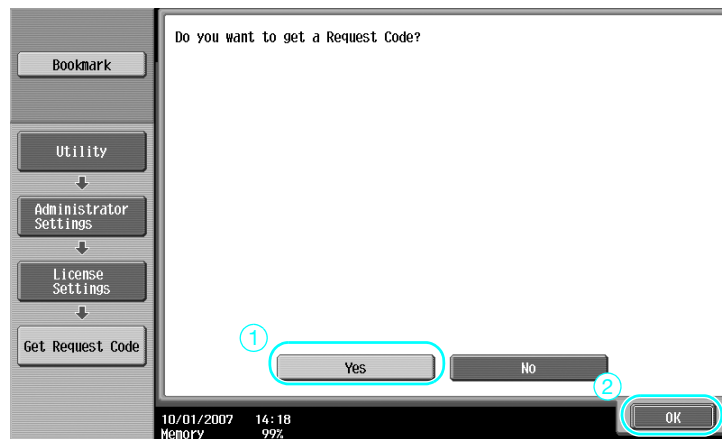 Do you want to get a Request Code?
Bookmark
Utility
Administrator
Settings
License
Settings
Get Request Code
1
Yes
No
2
OK
10/01/2007 14:18
Memory 99%